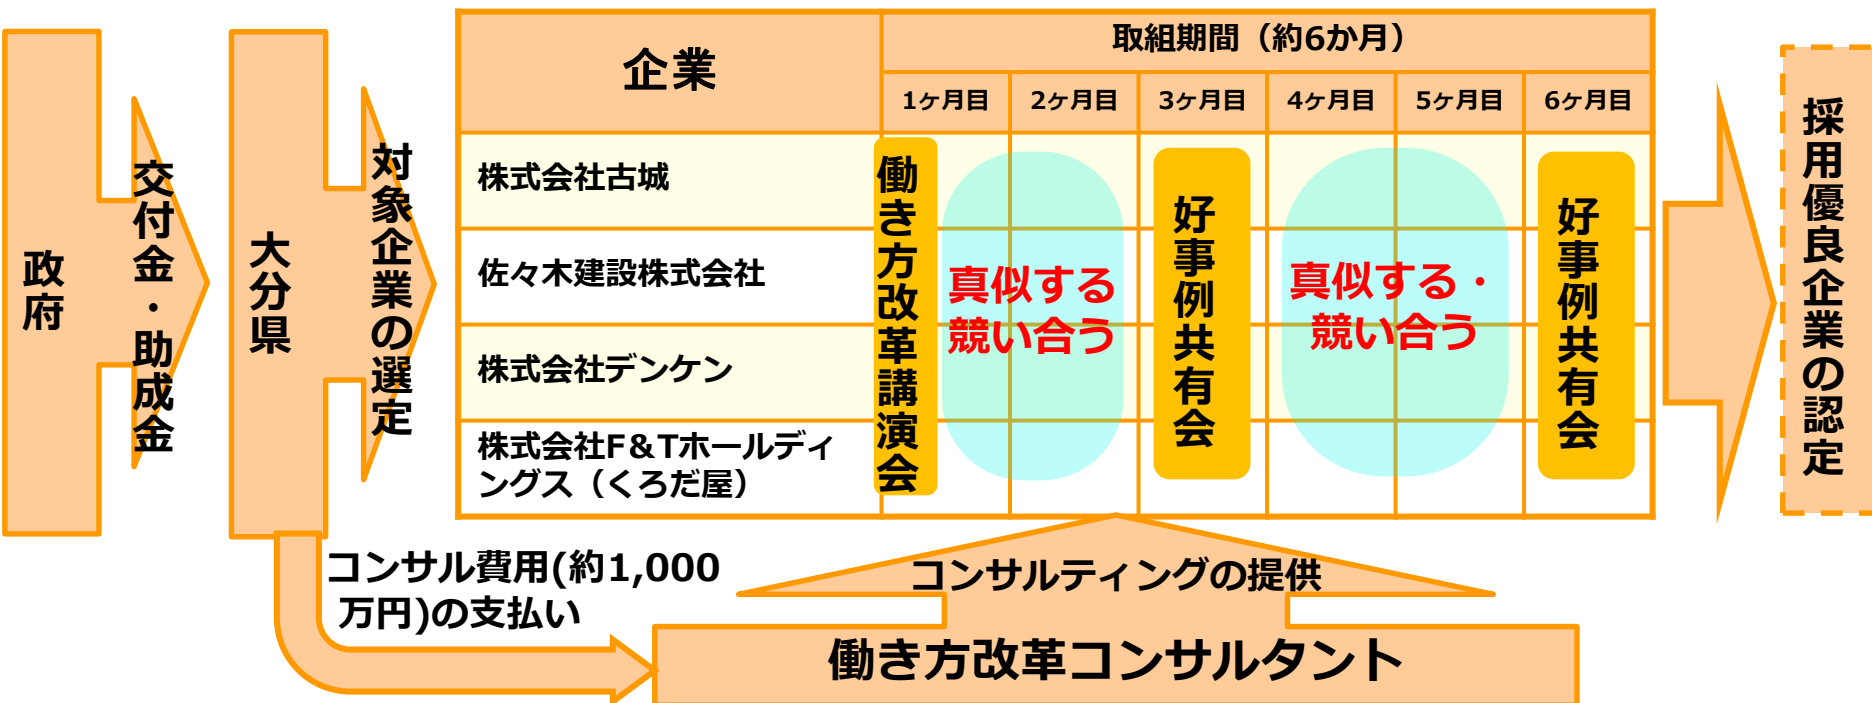 政府
交付金・助成金
大分県
対象企業の選定
企業
取組期間（約6か月）
1ヶ月目
2ヶ月目
3ヶ月目
4ヶ月目
5ヶ月目
6ヶ月目
株式会社古城
佐々木建設株式会社
株式会社デンケン
株式会社F&Tホールディ
ングス（くろだ屋）
働き方改革講演会
真似する
競い合う
好事例共有会
真似する・
競い合う
好事例共有会
採用優良企業の認定
コンサル費用(約1,000
万円)の支払い
コンサルティングの提供
働き方改革コンサルタント